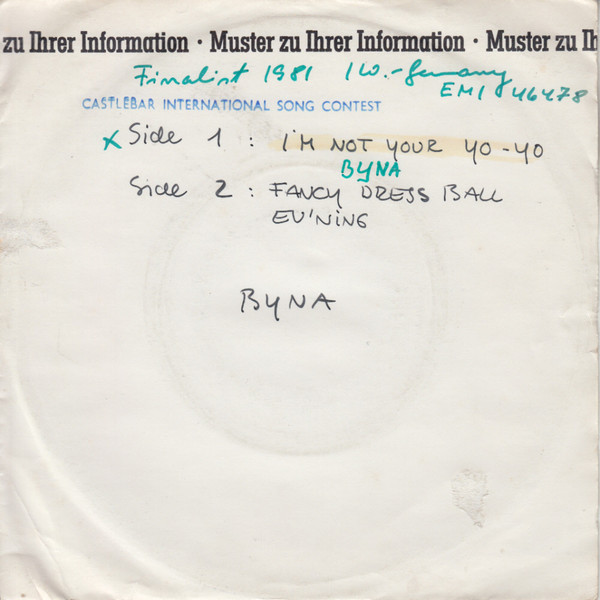 zu Ihrer Information · Muster zu Ihrer Information · Muster zu Ih
Finalist 1981 / W.-Germany
EMI 46478
CASTLEBAR INTERNATIONAL SONG CONTEST
x Side 1 : I'M NOT YOUR YO-YO
BYNA
Side 2 : FANCY DRESS BALL
EV'NING
BYNA